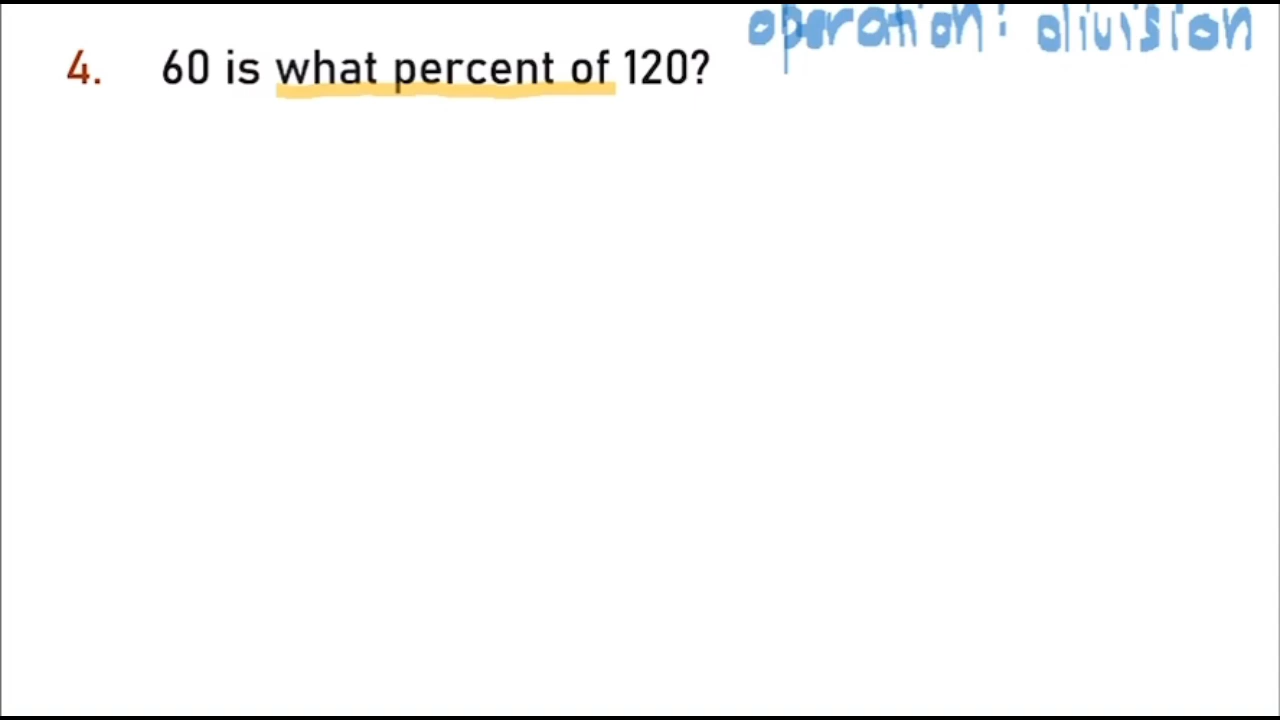 operation: division
4. 60 is what percent of 120?